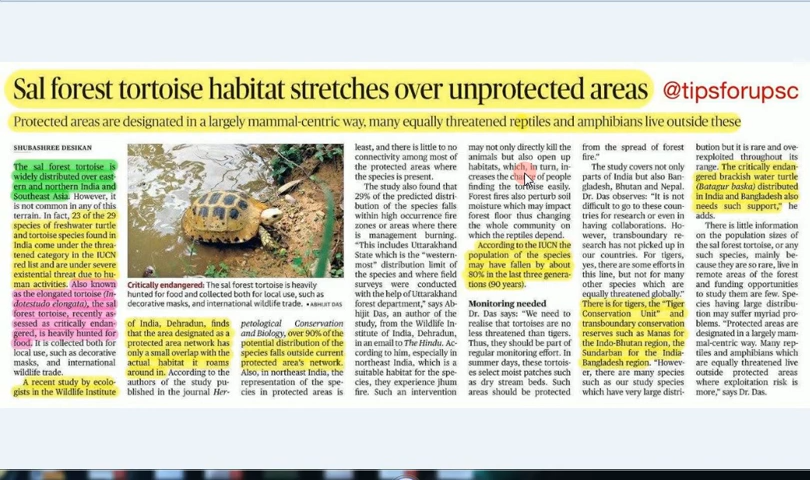 Sal forest tortoise habitat stretches over unprotected areas
@tipsforupsc
Protected areas are designated in a largely mammal-centric way, many equally threatened reptiles and amphibians live outside these
SHUBASHREE DESIKAN
The sal forest tortoise is
widely distributed over east-
ern and northern India and
Southeast Asia. However, it
is not common in any of this
terrain. In fact, 23 of the 29
species of freshwater turtle
and tortoise species found in
India come under the threa-
tened category in the IUCN
red list and are under severe
existential threat due to hu-
man activities. Also known
as the elongated tortoise (In-
dotestudo elongata), the sal
forest tortoise, recently as-
sessed as critically endan-
gered, is heavily hunted for
food. It is collected both for
local use, such as decorative
masks, and international
wildlife trade.
A recent study by ecolo-
gists in the Wildlife Institute
Critically endangered: The sal forest tortoise is heavily
hunted for food and collected both for local use, such as
decorative masks, and international wildlife trade. • ABHIJIT DAS
of India, Dehradun, finds
that the area designated as a
protected area network has
only a small overlap with the
actual habitat it roams
around in. According to the
authors of the study pu-
blished in the journal Her-
petological Conservation
and Biology, over 90% of the
potential distribution of the
species falls outside current
protected area's network.
Also, in northeast India, the
representation of the spe-
cies in protected areas is
least, and there is little to no
connectivity among most of
the protected areas where
the species is present.
The study also found that
29% of the predicted distri-
bution of the species falls
within high occurrence fire
zones or areas where there
is management burning.
"This includes Uttarakhand
State which is the "western-
most" distribution limit of
the species and where field
surveys were conducted
with the help of Uttarakhand
forest department," says Ab-
hijit Das, an author of the
study, from the Wildlife In-
stitute of India, Dehradun,
in an email to The Hindu. Ac-
cording to him, especially in
northeast India, which is a
suitable habitat for the spe-
cies, they experience jhum
fire. Such an intervention
may not only directly kill the
animals but also open up
habitats, which, in turn, in-
creases the chance of people
finding the tortoise easily.
Forest fires also perturb soil
moisture which may impact
forest floor thus changing
the whole community on
which the reptiles depend.
According to the IUCN the
population of the species
may have fallen by about
80% in the last three genera-
tions (90 years).
Monitoring needed
Dr. Das says: "We need to
realise that tortoises are no
less threatened than tigers.
Thus, they should be part of
regular monitoring effort. In
summer days, these tortois-
es select moist patches such
as dry stream beds. Such
areas should be protected
from the spread of forest
fire."
The study covers not only
parts of India but also Ban-
gladesh, Bhutan and Nepal.
Dr. Das observes: "It is not
difficult to go to these coun-
tries for research or even in
having collaborations. Ho-
wever, transboundary re-
search has not picked up in
our countries. For tigers,
yes, there are some efforts in
this line, but not for many
other species which are
equally threatened globally."
There is for tigers, the "Tiger
Conservation Unit" and
transboundary conservation
reserves such as Manas for
the Indo-Bhutan region, the
Sundarban for the India-
Bangladesh region. "Howev-
er, there are many species
such as our study species
which have very large distri-
bution but it is rare and ove-
rexploited throughout its
range. The critically endan-
gered brackish water turtle
(Batagur baska) distributed
in India and Bangladesh also
needs such support," he
adds.
There is little information
on the population sizes of
the sal forest tortoise, or any
such species, mainly be-
cause they are so rare, live in
remote areas of the forest
and funding opportunities
to study them are few. Spe-
cies having large distribu-
tion may suffer myriad pro-
blems. "Protected areas are
designated in a largely mam-
mal-centric way. Many rep-
tiles and amphibians which
are equally threatened live
outside protected areas
where exploitation risk is
more," says Dr. Das.